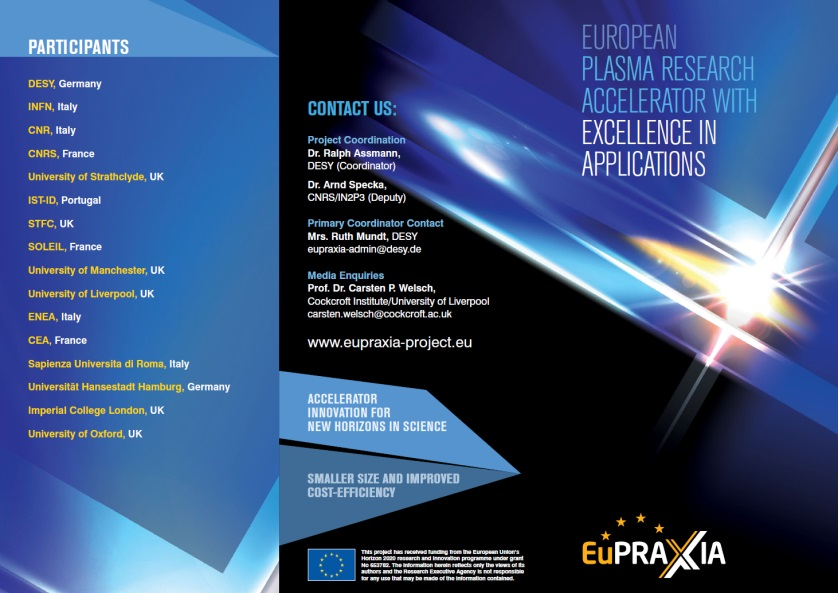 PARTICIPANTS
DESY, Germany
INFN, Italy
CNR, Italy
CNRS, France
University of Strathclyde, UK
IST-ID, Portugal
STFC, UK
SOLEIL, France
University of Manchester, UK
University of Liverpool, UK
ENEA, Italy
CEA, France
Sapienza Universita di Roma, Italy
Universität Hansestadt Hamburg, Germany
Imperial College London, UK
University of Oxford, UK
CONTACT US:
Project Coordination
Dr. Ralph Assmann,
DESY (Coordinator)
Dr. Arnd Specka,
CNRS/IN2P3 (Deputy)
Primary Coordinator Contact
Mrs. Ruth Mundt, DESY
eupraxia-admin@desy.de
Media Enquiries
Prof. Dr. Carsten P. Welsch,
Cockcroft Institute/University of Liverpool
carsten.welsch@cockcroft.ac.uk
www.eupraxia-project.eu
ACCELERATOR
INNOVATION FOR
NEW HORIZONS IN SCIENCE
SMALLER SIZE AND IMPROVED
COST-EFFICIENCY
This project has received funding from the European Union's
Horizon 2020 research and innovation programme under grant
No 653782. The information herein reflects only the views of its
authors and the Research Executive Agency is not responsible
for any use that may be made of the information contained.
EUROPEAN
PLASMA RESEARCH
ACCELERATOR WITH
EXCELLENCE IN
APPLICATIONS
EuPRAXIA